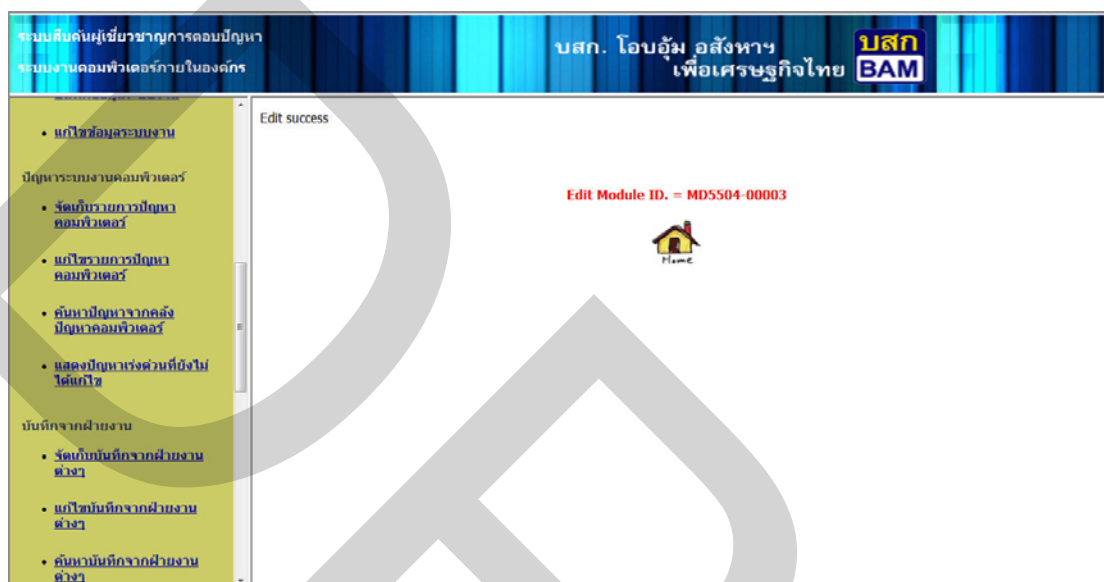 ระบบสืบค้นผู้เชี่ยวชาญการตอบปัญหา
ระบบงานคอมพิวเตอร์ภายในองค์กร
บสก. โอบอุ้ม อสังหาฯ
เพื่อเศรษฐกิจไทย
บสก
BAM
แก้ไขข้อมูลระบบงาน
ปัญหาระบบงานคอมพิวเตอร์
จัดเก็บรายการปัญหา
คอมพิวเตอร์
แก้ไขรายการปัญหา
คอมพิวเตอร์
ค้นหาปัญหาจากคลัง
ปัญหาคอมพิวเตอร์
แสดงปัญหาเร่งด่วนที่ยังไม่
ได้แก้ไข
บันทึกจากฝ่ายงาน
จัดเก็บบันทึกจากฝ่ายงาน
ต่างๆ
แก้ไขบันทึกจากฝ่ายงาน
ต่างๆ
ค้นหาบันทึกจากฝ่ายงาน
ต่างๆ
Edit success
Edit Module ID. = MD5504-00003
Home